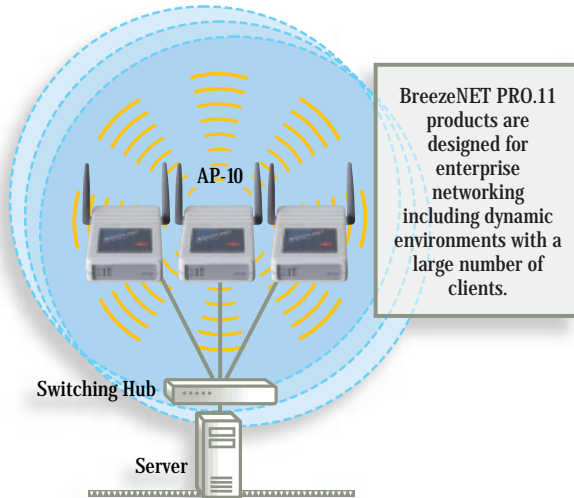 BreezeNET PRO.11
products are
designed for
enterprise
networking
including dynamic
environments with a
large number of
clients.
AP-10
Switching Hub
Server